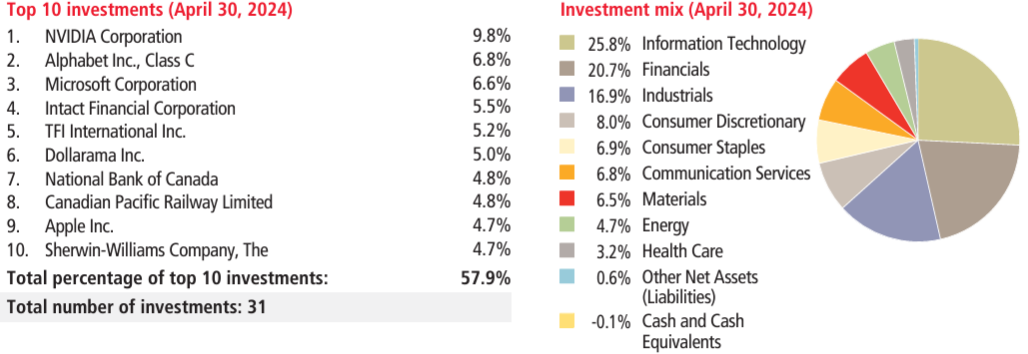 Top 10 investments (April 30, 2024)
1. NVIDIA Corporation 9.8%
2. Alphabet Inc., Class C 6.8%
3. Microsoft Corporation 6.6%
4. Intact Financial Corporation 5.5%
5. TFI International Inc. 5.2%
6. Dollarama Inc. 5.0%
7. National Bank of Canada 4.8%
8. Canadian Pacific Railway Limited 4.8%
9. Apple Inc. 4.7%
10. Sherwin-Williams Company, The 4.7%
Total percentage of top 10 investments: 57.9%
Total number of investments: 31
Investment mix (April 30, 2024)
25.8% Information Technology
20.7% Financials
16.9% Industrials
8.0% Consumer Discretionary
6.9% Consumer Staples
6.8% Communication Services
6.5% Materials
4.7% Energy
3.2% Health Care
0.6% Other Net Assets
(Liabilities)
-0.1% Cash and Cash
Equivalents